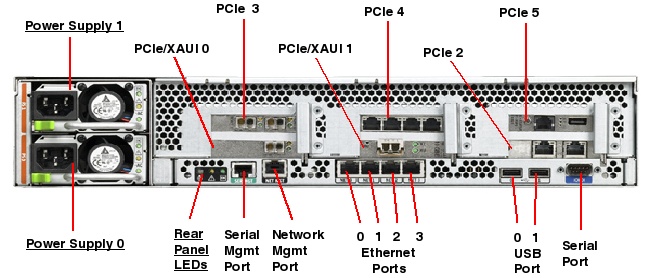 PCIe 3
PCIe 4
PCIe 5
Power Supply 1
PCIe/XAUI 0
PCIe/XAUI 1
PCIe 2
Power Supply 0
Rear
Panel
LEDs
Serial
Mgmt
Port
Network
Mgmt
Port
0 1 2 3
Ethernet
Ports
0 1
USB
Port
Serial
Port